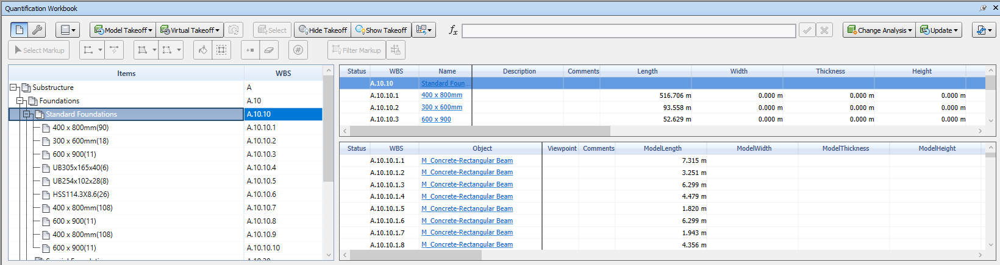 Quantification Workbook
Model Takeoff Virtual Takeoff Select Hide Takeoff Show Takeoff fx Change Analysis Update
Select Markup Filter Markup
Items WBS
Substructure A
Foundations A.10
Standard Foundations A.10.10
400 x 800mm(90) A.10.10.1
300 x 600mm(18) A.10.10.2
600 x 900(11) A.10.10.3
UB305x165x40(6) A.10.10.4
UB254x102x28(8) A.10.10.5
HSS114.3X8.6(26) A.10.10.6
400 x 800mm(108) A.10.10.7
600 x 900(11) A.10.10.8
400 x 800mm(108) A.10.10.9
600 x 900(11) A.10.10.10
Status WBS Name Description Comments Length Width Thickness Height
A.10.10 Standard Foun...
A.10.10.1 400 x 800mm 516.706 m 0.000 m 0.000 m 0.000 m
A.10.10.2 300 x 600mm 93.558 m 0.000 m 0.000 m 0.000 m
A.10.10.3 600 x 900 52.629 m 0.000 m 0.000 m 0.000 m
Status WBS Object Viewpoint Comments ModelLength ModelWidth ModelThickness ModelHeight
A.10.10.1.1 M_Concrete-Rectangular Beam 7.315 m
A.10.10.1.2 M_Concrete-Rectangular Beam 3.251 m
A.10.10.1.3 M_Concrete-Rectangular Beam 6.299 m
A.10.10.1.4 M_Concrete-Rectangular Beam 4.479 m
A.10.10.1.5 M_Concrete-Rectangular Beam 1.820 m
A.10.10.1.6 M_Concrete-Rectangular Beam 6.299 m
A.10.10.1.7 M_Concrete-Rectangular Beam 1.943 m
A.10.10.1.8 M_Concrete-Rectangular Beam 4.356 m